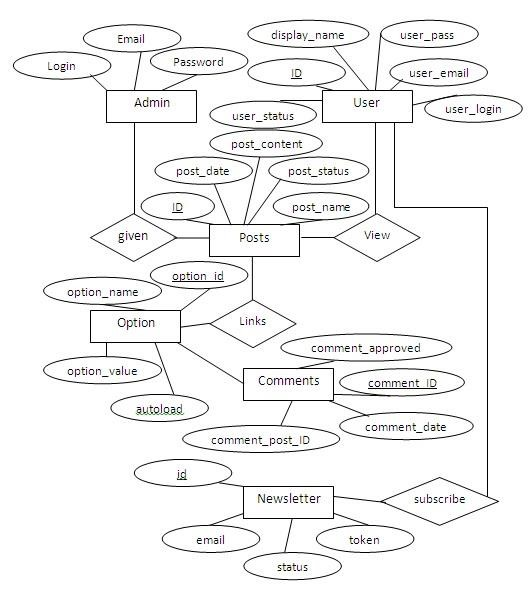 display_name
user_pass
Email
Login
Password
ID
user_email
Admin
User
user_status
user_login
post_content
post_date
post_status
ID
post_name
given
Posts
View
option_id
option_name
Option
Links
comment_approved
option_value
Comments
comment_ID
autoload
comment_date
comment_post_ID
id
Newsletter
subscribe
email
token
status